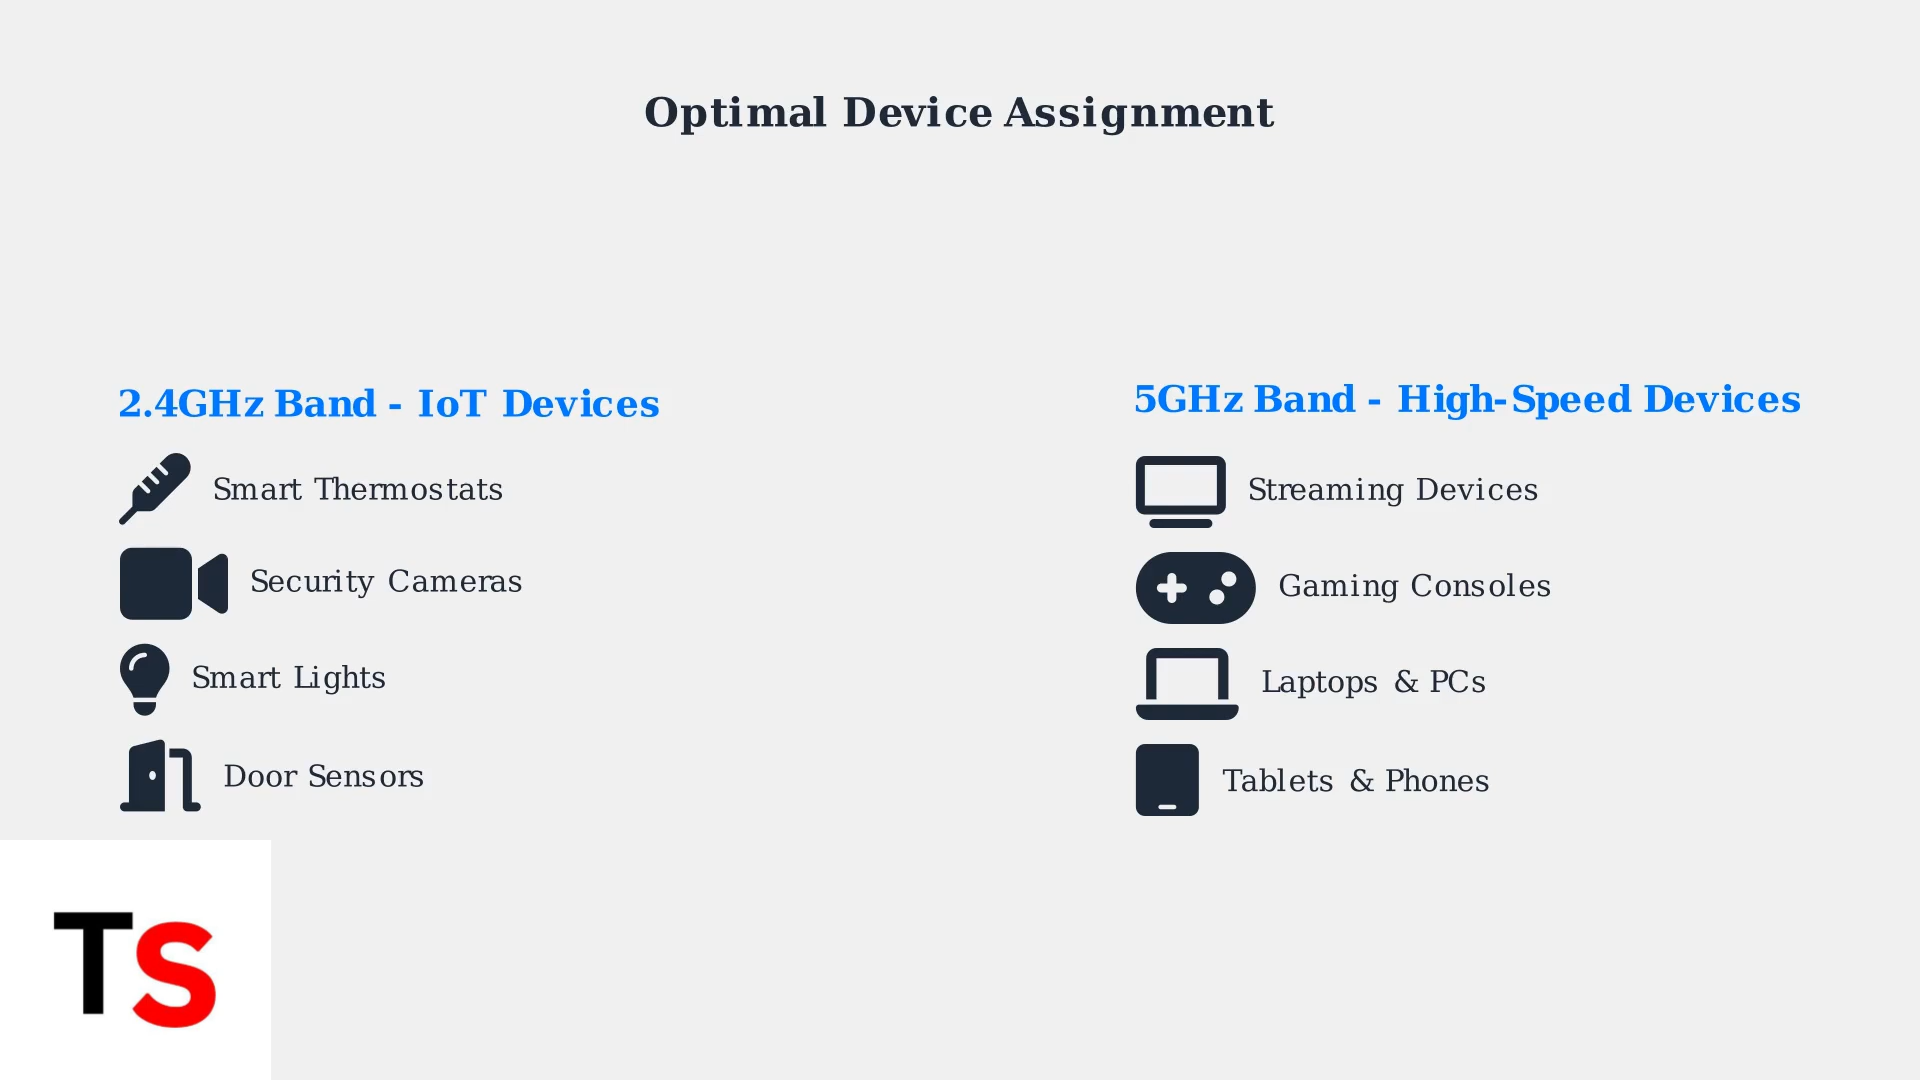 Optimal Device Assignment
2.4GHz Band - IoT Devices
Smart Thermostats
Security Cameras
Smart Lights
Door Sensors
5GHz Band - High-Speed Devices
Streaming Devices
Gaming Consoles
Laptops & PCs
Tablets & Phones
TS